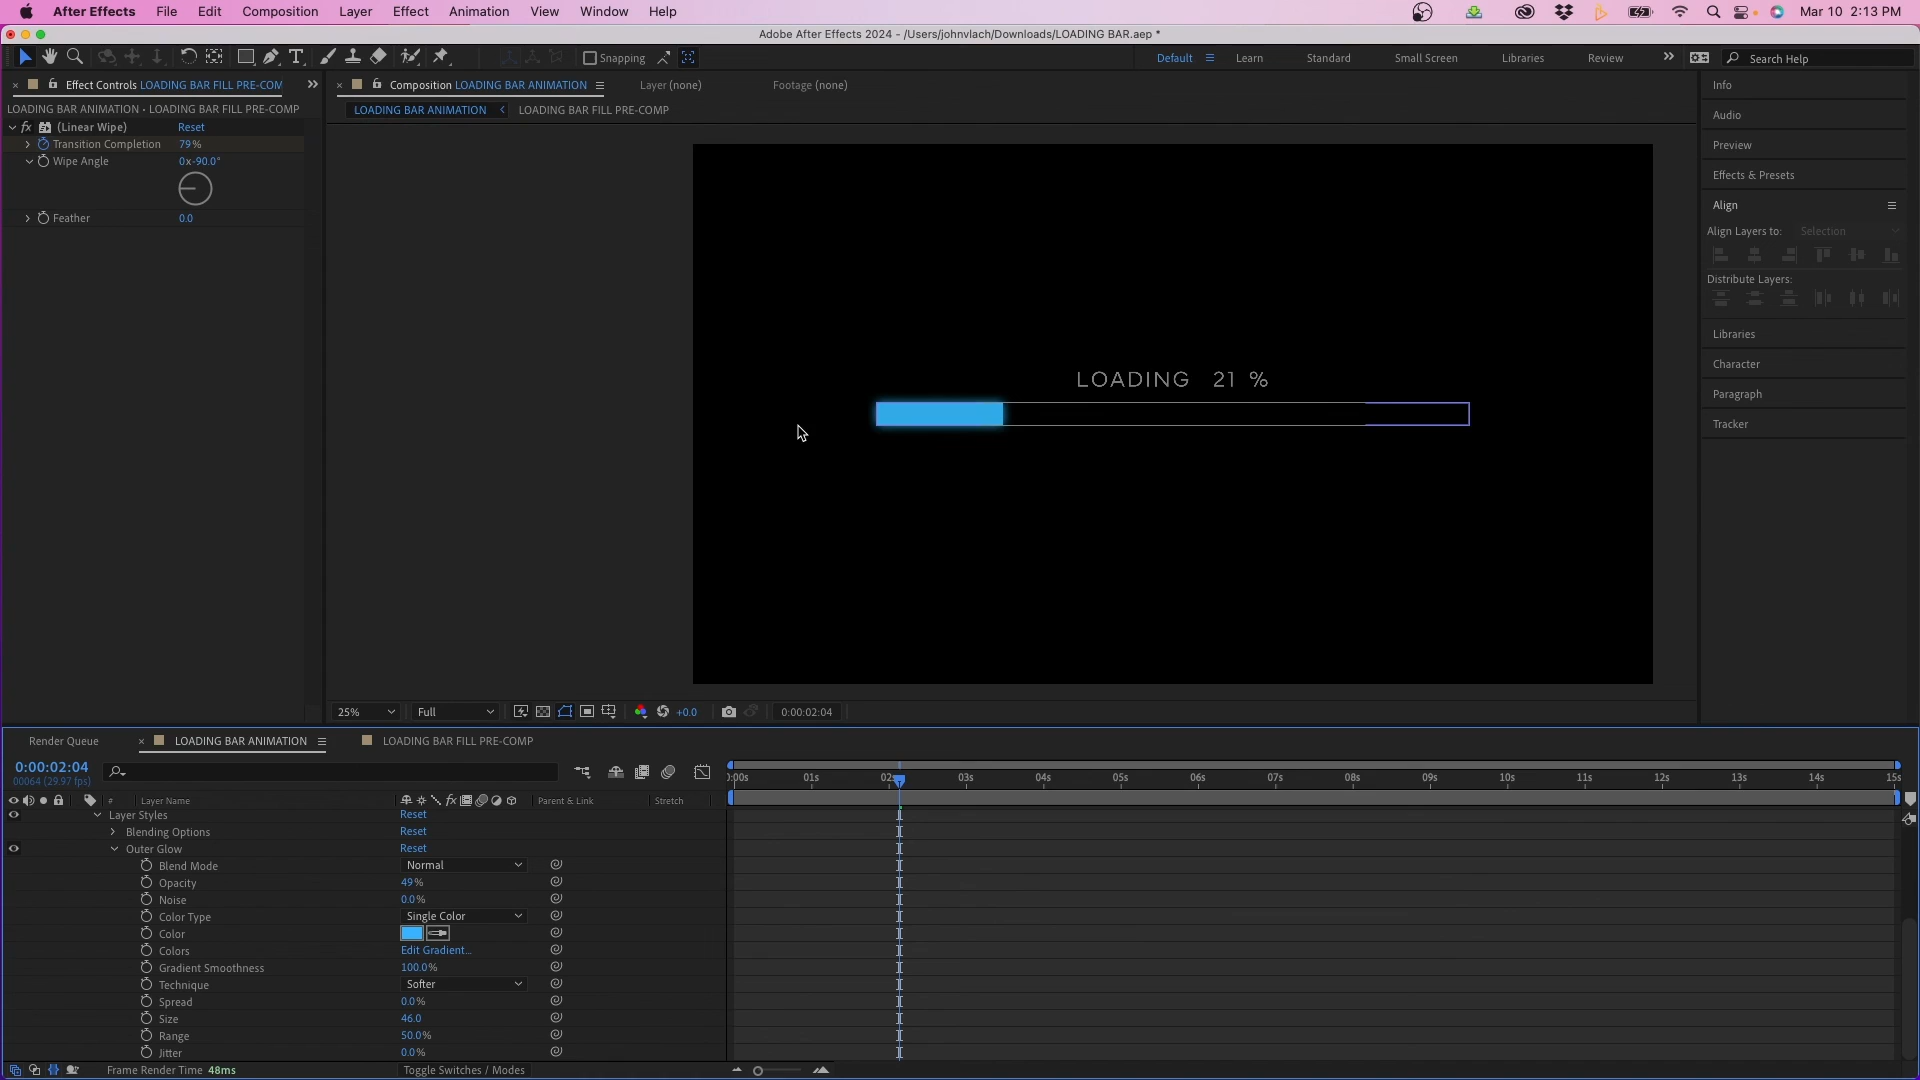 After Effects File Edit Composition Layer Effect Animation View Window Help Mar 10 2:13 PM
Adobe After Effects 2024 - /Users/johnvlach/Downloads/LOADING BAR.aep *
Snapping Default Learn Standard Small Screen Libraries Review Search Help
Effect Controls LOADING BAR FILL PRE-COM
Composition LOADING BAR ANIMATION Layer (none) Footage (none)
LOADING BAR ANIMATION • LOADING BAR FILL PRE-COMP
LOADING BAR ANIMATION LOADING BAR FILL PRE-COMP
fx (Linear Wipe) Reset
Transition Completion 79%
Wipe Angle 0x-90.0°
Feather 0.0
LOADING 21 %
Info
Audio
Preview
Effects & Presets
Align
Align Layers to: Selection
Distribute Layers:
Libraries
Character
Paragraph
Tracker
25% Full +0.0 0:00:02:04
Render Queue LOADING BAR ANIMATION LOADING BAR FILL PRE-COMP
0:00:02:04
00064 (29.97 fps)
0:00s 01s 02s 03s 04s 05s 06s 07s 08s 09s 10s 11s 12s 13s 14s 15s
# Layer Name fx Parent & Link Stretch
Layer Styles Reset
Blending Options Reset
Outer Glow Reset
Blend Mode Normal
Opacity 49%
Noise 0.0%
Color Type Single Color
Color
Colors Edit Gradient...
Gradient Smoothness 100.0%
Technique Softer
Spread 0.0%
Size 46.0
Range 50.0%
Jitter 0.0%
Frame Render Time 48ms Toggle Switches / Modes